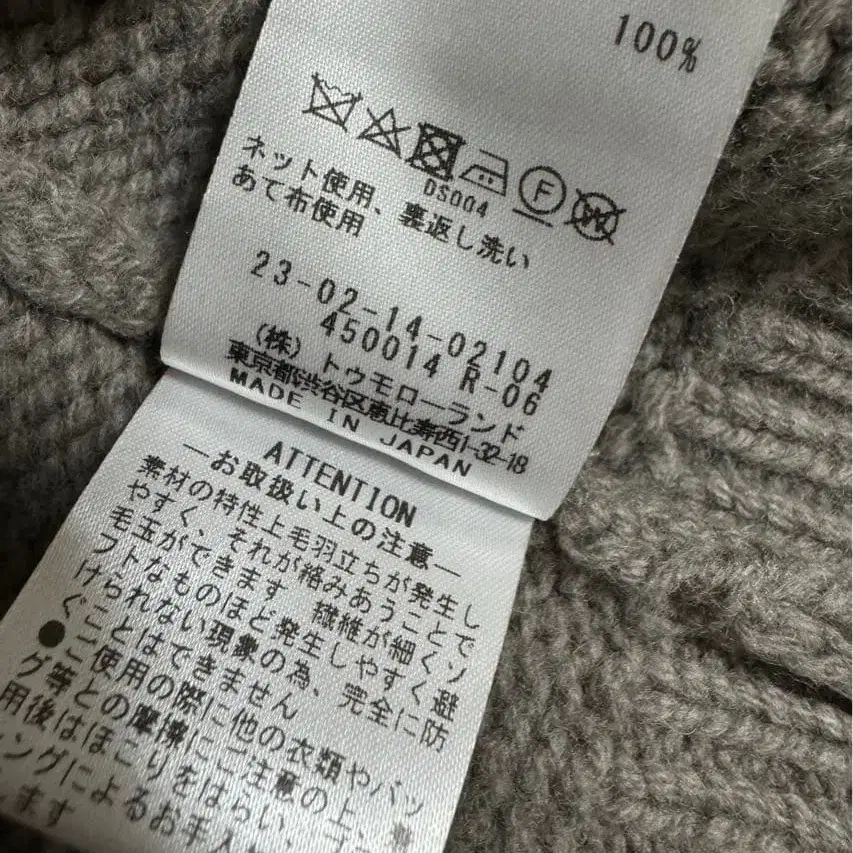 100%
F
W
DS004
ネット使用、裏返し洗い
あて布使用
23-02-14-02104
450014 R-06
(株) トゥモローランド
東京都渋谷区恵比寿西1-32-18
MADE IN JAPAN
ATTENTION
―お取扱い上の注意―
素材の特性上毛羽立ちが発生し
やすく、それが絡みあうことで
毛玉ができます 繊維が細くソ
フトなものほど発生しやすく避
けられない現象の為、完全に防
ぐことはできません
●ご使用の際に他の衣類やバッ
グ等との摩擦にご注意の上、
用後はほこりをはらい、
ングによるお手入
します